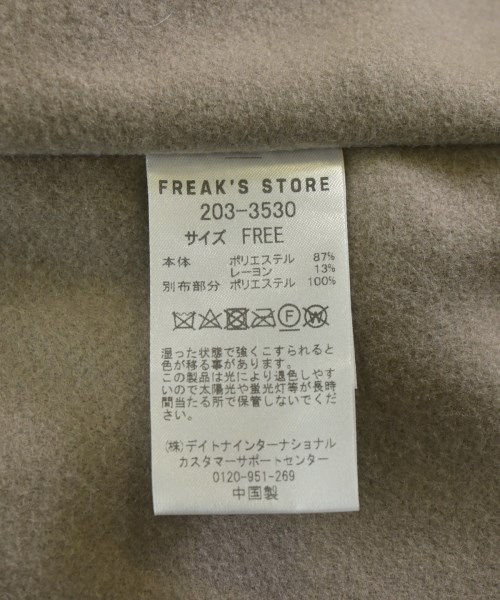 FREAK'S STORE
203-3530
サイズ FREE
本体 ポリエステル 87%
レーヨン 13%
別布部分 ポリエステル 100%
F W
湿った状態で強くこすられると
色が移る事があります。
この製品は光により退色しやす
いので太陽光や蛍光灯等が長時
間当たる所で保管しないでくだ
さい。
(株)デイトナインターナショナル
カスタマーサポートセンター
0120-951-269
中国製